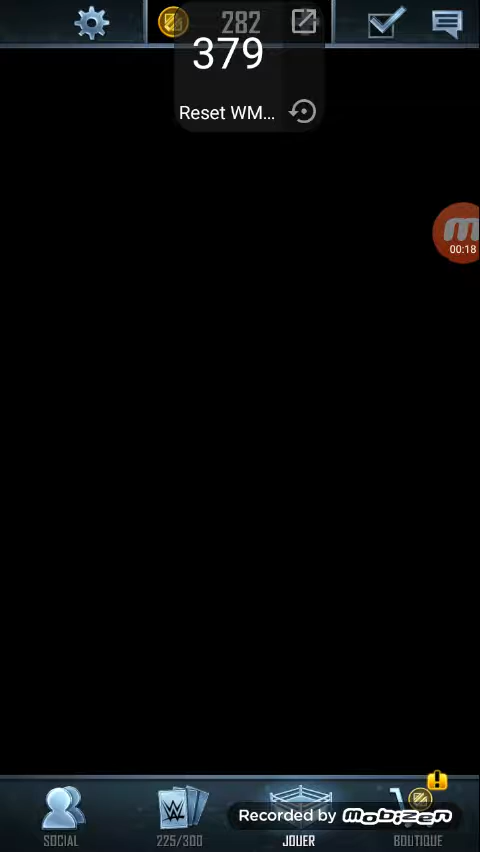 282
379
Reset WM...
00:18
Recorded by Mobizen
SOCIAL
225/300
JOUER
BOUTIQUE